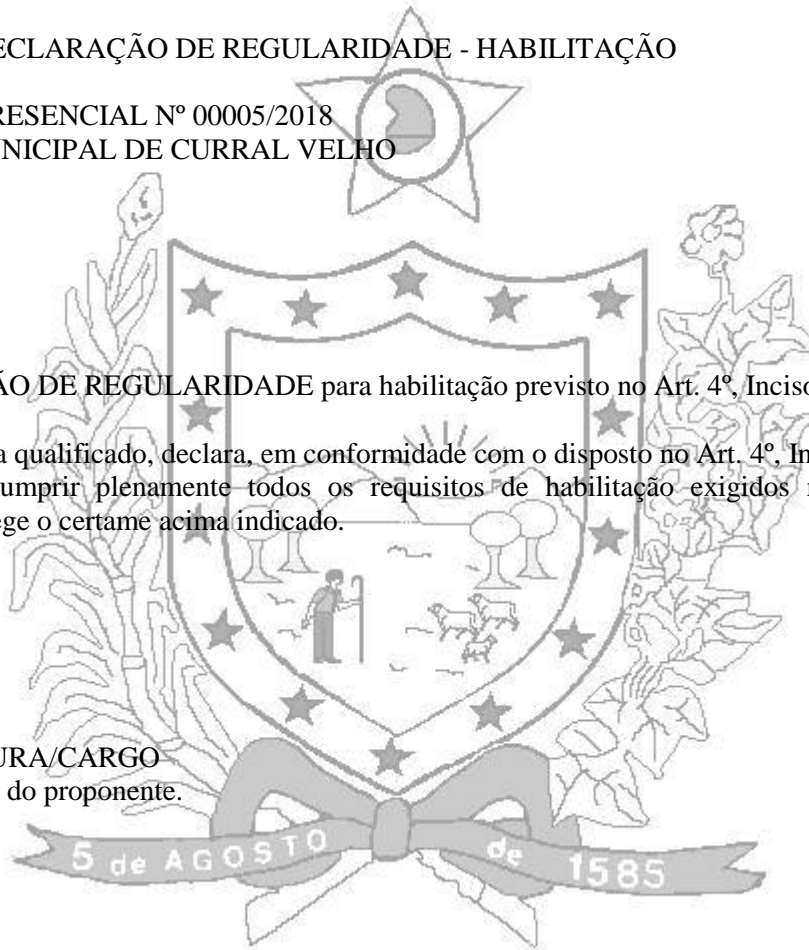 ECLARAÇÃO DE REGULARIDADE - HABILITAÇÃO
RESENCIAL Nº 00005/2018
UNICIPAL DE CURRAL VELHO
ÃO DE REGULARIDADE para habilitação previsto no Art. 4º, Inciso
a qualificado, declara, em conformidade com o disposto no Art. 4º, In
umprir plenamente todos os requisitos de habilitação exigidos
ege o certame acima indicado.
URA/CARGO
do proponente.
5 de AGOSTO de 1585